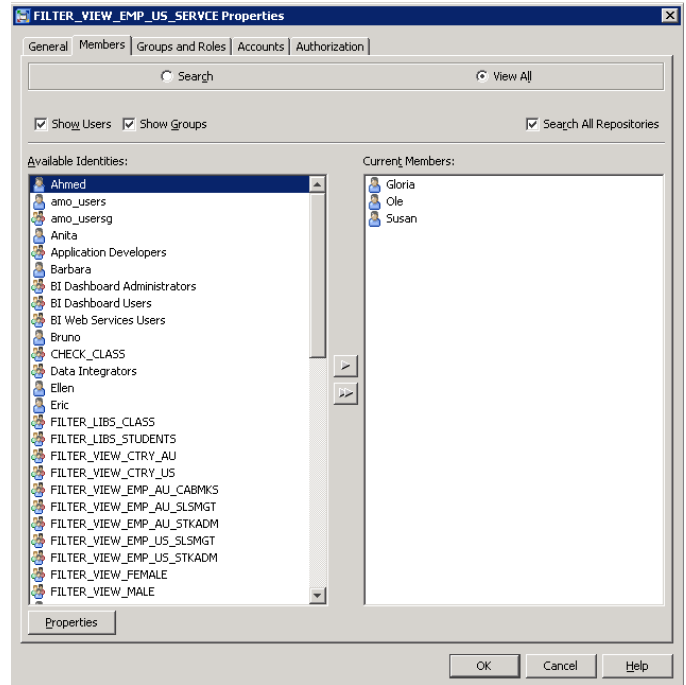 FILTER_VIEW_EMP_US_SERVCE Properties
General Members Groups and Roles Accounts Authorization
Search View All
Show Users Show Groups Search All Repositories
Available Identities: Current Members:
Ahmed
amo_users
amo_usersg
Anita
Application Developers
Barbara
BI Dashboard Administrators
BI Dashboard Users
BI Web Services Users
Bruno
CHECK_CLASS
Data Integrators
Ellen
Eric
FILTER_LIBS_CLASS
FILTER_LIBS_STUDENTS
FILTER_VIEW_CTRY_AU
FILTER_VIEW_CTRY_US
FILTER_VIEW_EMP_AU_CABMKS
FILTER_VIEW_EMP_AU_SLSMGT
FILTER_VIEW_EMP_AU_STKADM
FILTER_VIEW_EMP_US_SLSMGT
FILTER_VIEW_EMP_US_STKADM
FILTER_VIEW_FEMALE
FILTER_VIEW_MALE
Gloria
Ole
Susan
Properties
OK Cancel Help